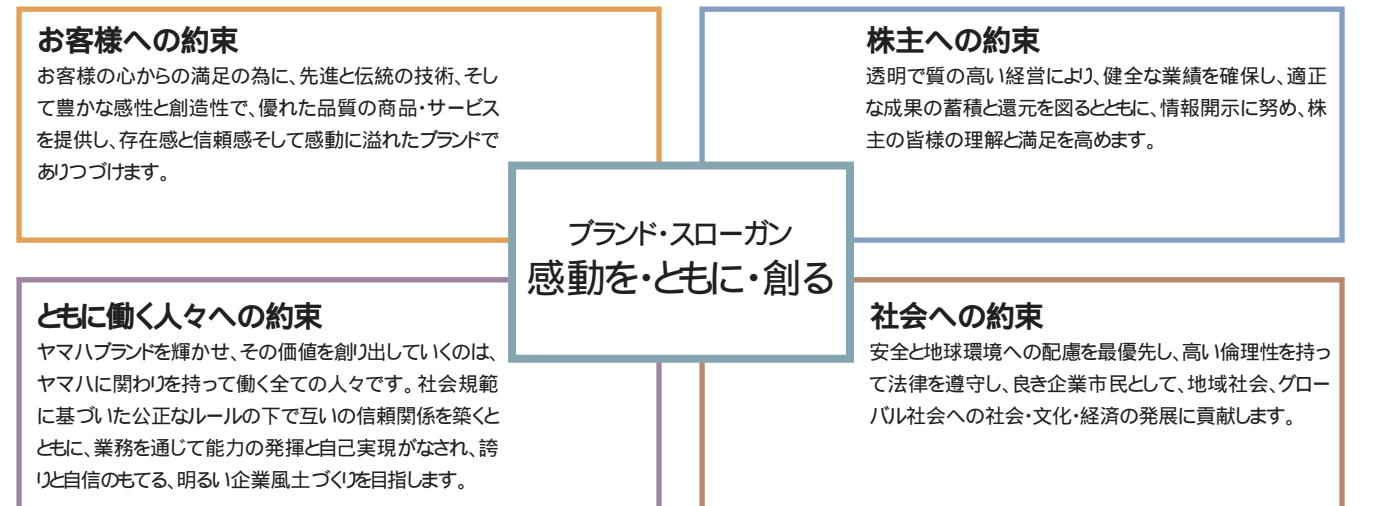 お客様への約束
お客様の心からの満足の為に、先進と伝統の技術、そし
て豊かな感性と創造性で、優れた品質の商品・サービス
を提供し、存在感と信頼感そして感動に溢れたブランドで
ありつづけます。
株主への約束
透明で質の高い経営により、健全な業績を確保し、適正
な成果の蓄積と還元を図るとともに、情報開示に努め、株
主の皆様の理解と満足を高めます。
ブランド・スローガン
感動を・ともに・創る
ともに働く人々への約束
ヤマハブランドを輝かせ、その価値を創り出していくのは、
ヤマハに関わりを持って働く全ての人々です。社会規範
に基づいた公正なルールの下で互いの信頼関係を築くと
ともに、業務を通じて能力の発揮と自己実現がなされ、誇
りと自信のもてる、明るい企業風土づくりを目指します。
社会への約束
安全と地球環境への配慮を最優先し、高い倫理性を持っ
て法律を遵守し、良き企業市民として、地域社会、グロー
バル社会への社会・文化・経済の発展に貢献します。